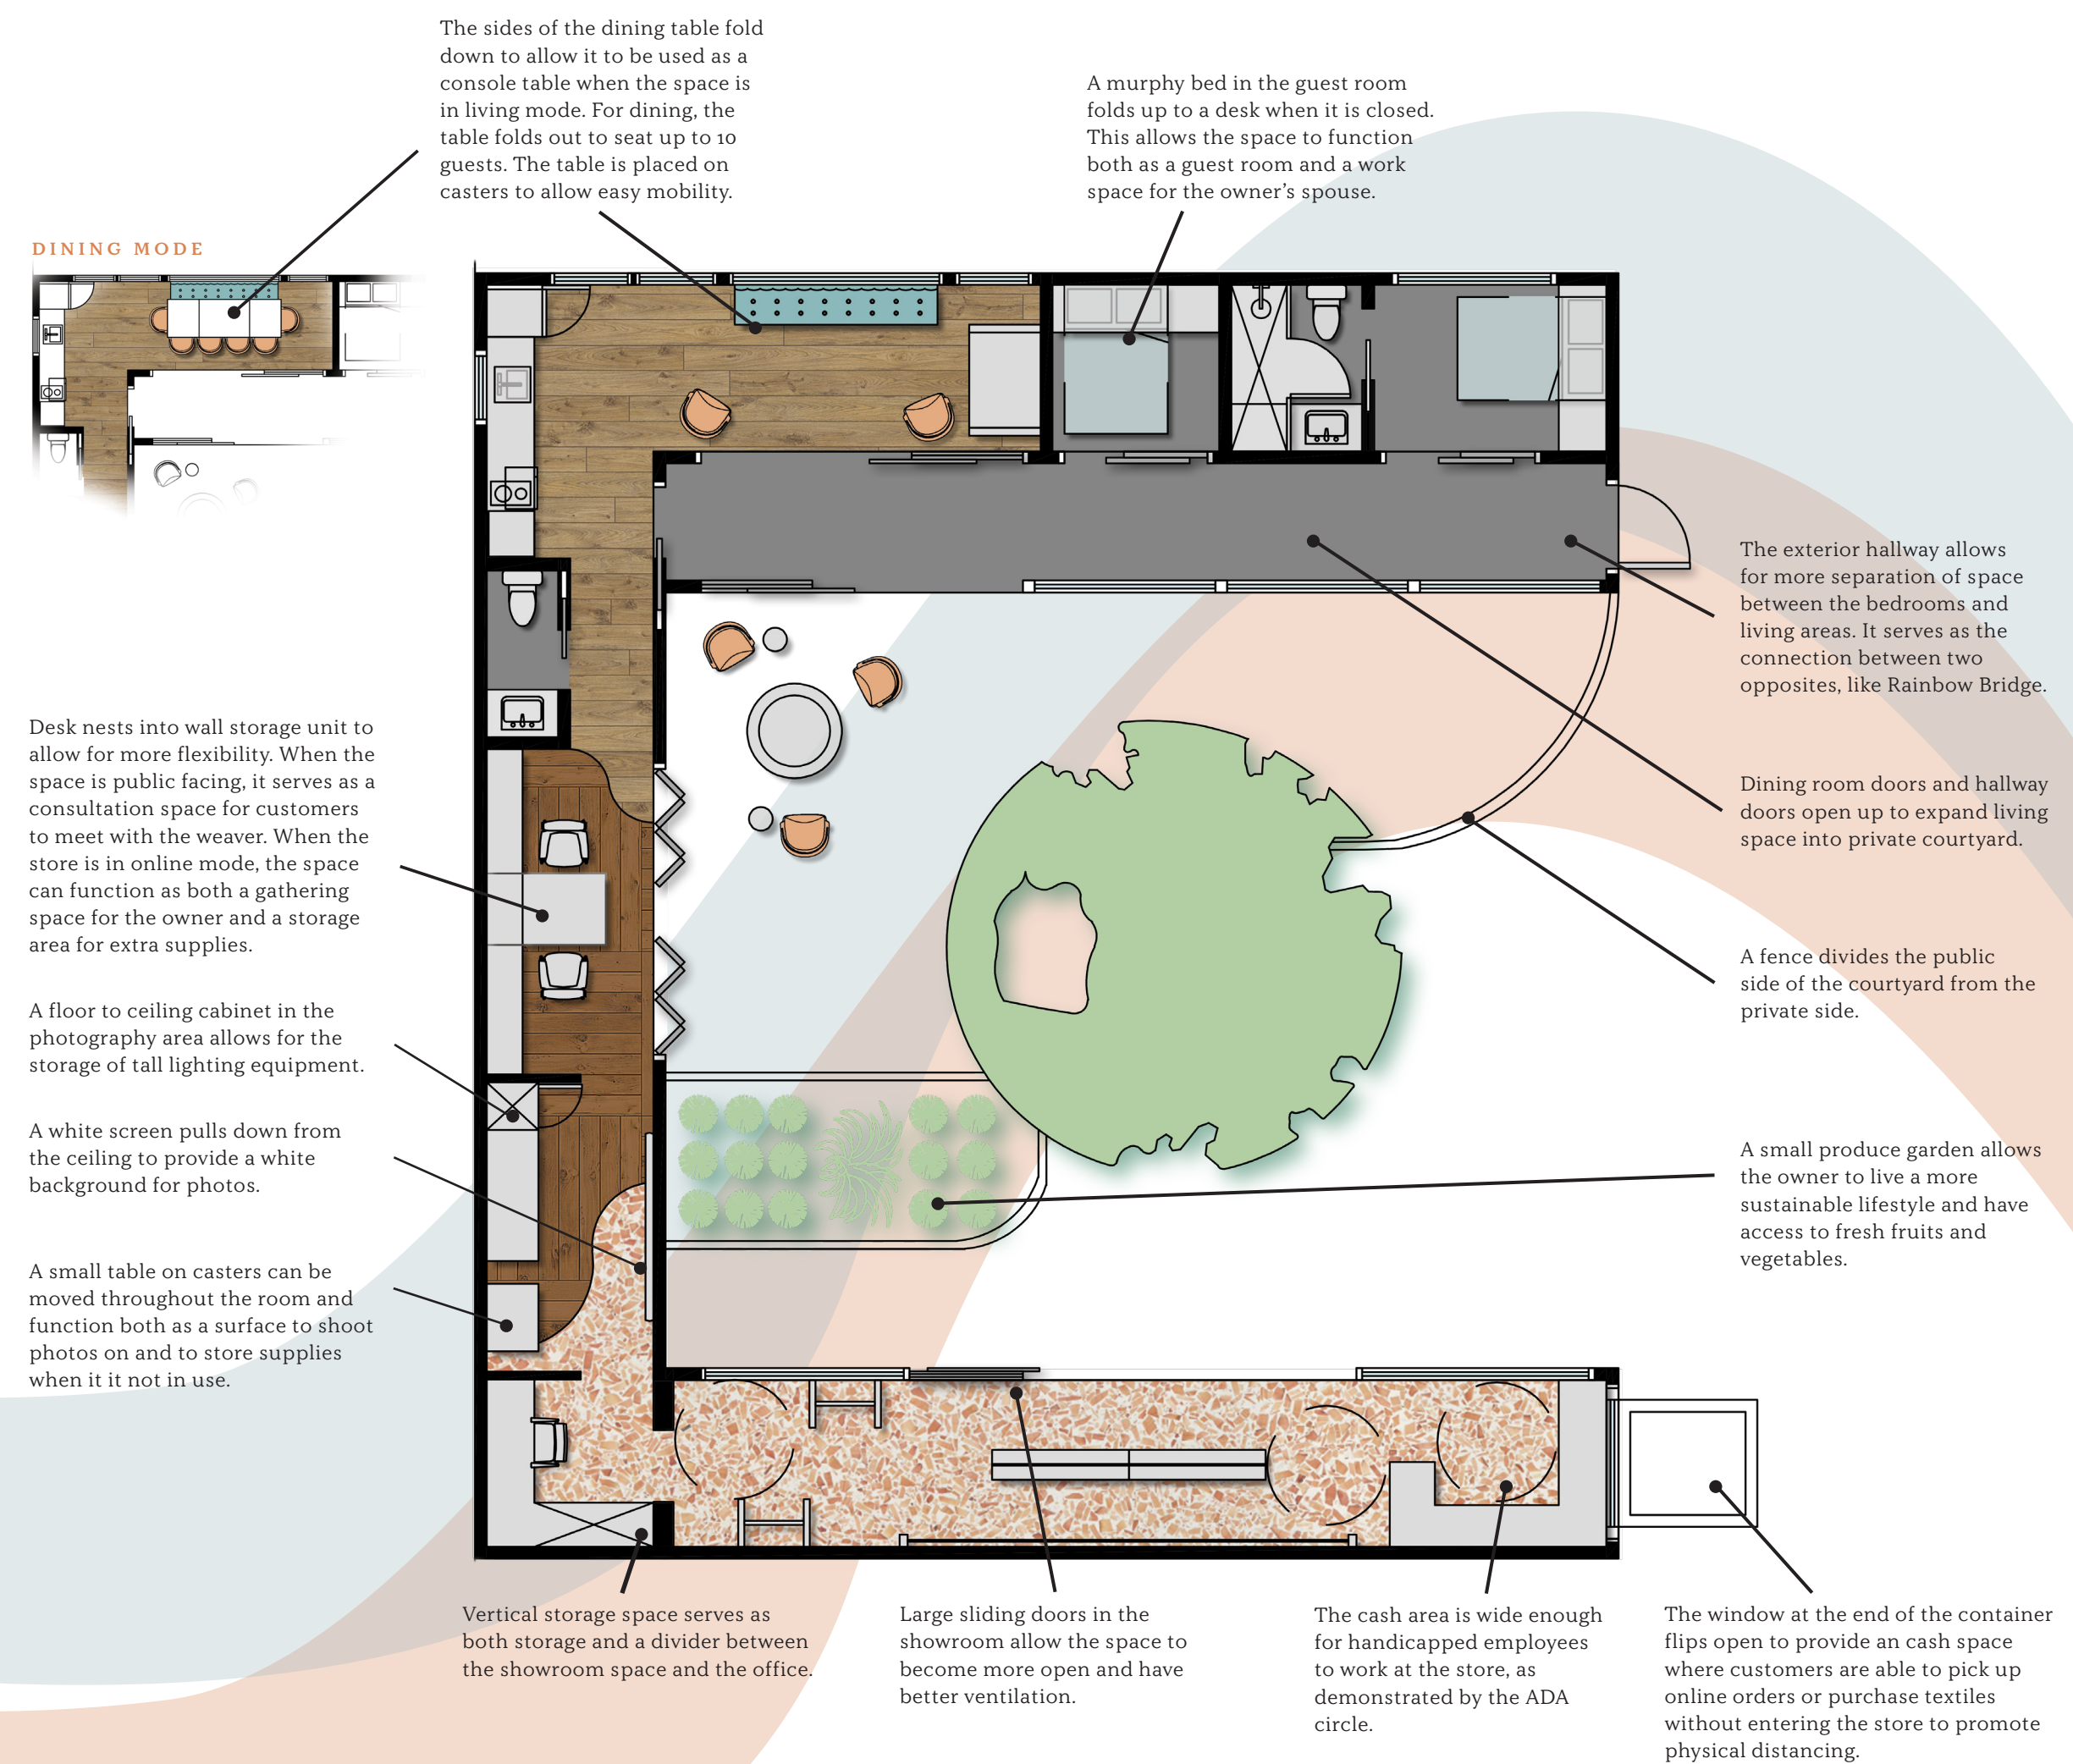 The sides of the dining table fold
down to allow it to be used as a
console table when the space is
in living mode. For dining, the
table folds out to seat up to 10
guests. The table is placed on
casters to allow easy mobility.
A murphy bed in the guest room
folds up to a desk when it is closed.
This allows the space to function
both as a guest room and a work
space for the owner's spouse.
DINING MODE
The exterior hallway allows
for more separation of space
between the bedrooms and
living areas. It serves as the
connection between two
opposites, like Rainbow Bridge.
Desk nests into wall storage unit to
allow for more flexibility. When the
space is public facing, it serves as a
consultation space for customers
to meet with the weaver. When the
store is in online mode, the space
can function as both a gathering
space for the owner and a storage
area for extra supplies.
Dining room doors and hallway
doors open up to expand living
space into private courtyard.
A fence divides the public
side of the courtyard from the
private side.
A floor to ceiling cabinet in the
photography area allows for the
storage of tall lighting equipment.
A white screen pulls down from
the ceiling to provide a white
background for photos.
A small produce garden allows
the owner to live a more
sustainable lifestyle and have
access to fresh fruits and
vegetables.
A small table on casters can be
moved throughout the room and
function both as a surface to shoot
photos on and to store supplies
when it it not in use.
Vertical storage space serves as
both storage and a divider between
the showroom space and the office.
Large sliding doors in the
showroom allow the space to
become more open and have
better ventilation.
The cash area is wide enough
for handicapped employees
to work at the store, as
demonstrated by the ADA
circle.
The window at the end of the container
flips open to provide an cash space
where customers are able to pick up
online orders or purchase textiles
without entering the store to promote
physical distancing.